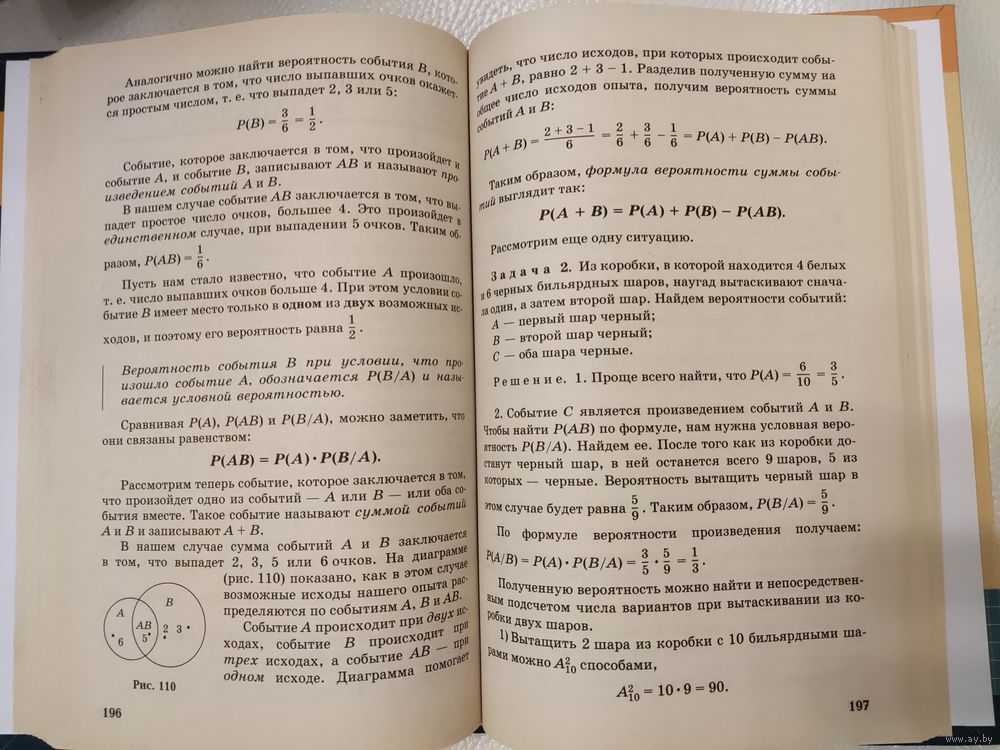 Аналогично можно найти вероятность события B, кото-
рое заключается в том, что число выпавших очков окажет-
ся простым числом, т. е. что выпадет 2, 3 или 5:
P(B) = 3/6 = 1/2.
Событие, которое заключается в том, что произойдет и
событие A, и событие B, записывают AB и называют про-
изведением событий A и B.
В нашем случае событие AB заключается в том, что вы-
падет простое число очков, большее 4. Это произойдет в
единственном случае, при выпадении 5 очков. Таким об-
разом, P(AB) = 1/6.
Пусть нам стало известно, что событие A произошло,
т. е. число выпавших очков больше 4. При этом условии со-
бытие B имеет место только в одном из двух возможных ис-
ходов, и поэтому его вероятность равна 1/2.
Вероятность события B при условии, что про-
изошло событие A, обозначается P(B/A) и назы-
вается условной вероятностью.
Сравнивая P(A), P(AB) и P(B/A), можно заметить, что
они связаны равенством:
P(AB) = P(A)·P(B/A).
Рассмотрим теперь событие, которое заключается в том,
что произойдет одно из событий — A или B — или оба со-
бытия вместе. Такое событие называют суммой событий
A и B и записывают A + B.
В нашем случае сумма событий A и B заключается
в том, что выпадет 2, 3, 5 или 6 очков. На диаграмме
(рис. 110) показано, как в этом случае
возможные исходы нашего опыта рас-
пределяются по событиям A, B и AB.
Событие A происходит при двух ис-
ходах, событие B происходит при
трех исходах, а событие AB — при
одном исходе. Диаграмма помогает
A
B
AB
6
5
2 3
Рис. 110
196
увидеть, что число исходов, при которых происходит собы-
тие A + B, равно 2 + 3 − 1. Разделив полученную сумму на
общее число исходов опыта, получим вероятность суммы
событий A и B:
P(A + B) = (2 + 3 − 1)/6 = 2/6 + 3/6 − 1/6 = P(A) + P(B) − P(AB).
Таким образом, формула вероятности суммы собы-
тий выглядит так:
P(A + B) = P(A) + P(B) − P(AB).
Рассмотрим еще одну ситуацию.
Задача 2. Из коробки, в которой находится 4 белых
и 6 черных бильярдных шаров, наугад вытаскивают снача-
ла один, а затем второй шар. Найдем вероятности событий:
A — первый шар черный;
B — второй шар черный;
C — оба шара черные.
Решение. 1. Проще всего найти, что P(A) = 6/10 = 3/5.
2. Событие C является произведением событий A и B.
Чтобы найти P(AB) по формуле, нам нужна условная веро-
ятность P(B/A). Найдем ее. После того как из коробки до-
станут черный шар, в ней останется всего 9 шаров, 5 из
которых — черные. Вероятность вытащить черный шар в
этом случае будет равна 5/9. Таким образом, P(B/A) = 5/9.
По формуле вероятности произведения получаем:
P(A/B) = P(A)·P(B/A) = 3/5·5/9 = 1/3.
Полученную вероятность можно найти и непосредствен-
ным подсчетом числа вариантов при вытаскивании из ко-
робки двух шаров.
1) Вытащить 2 шара из коробки с 10 бильярдными ша-
рами можно A²₁₀ способами,
A²₁₀ = 10·9 = 90.
197
www.ay.by